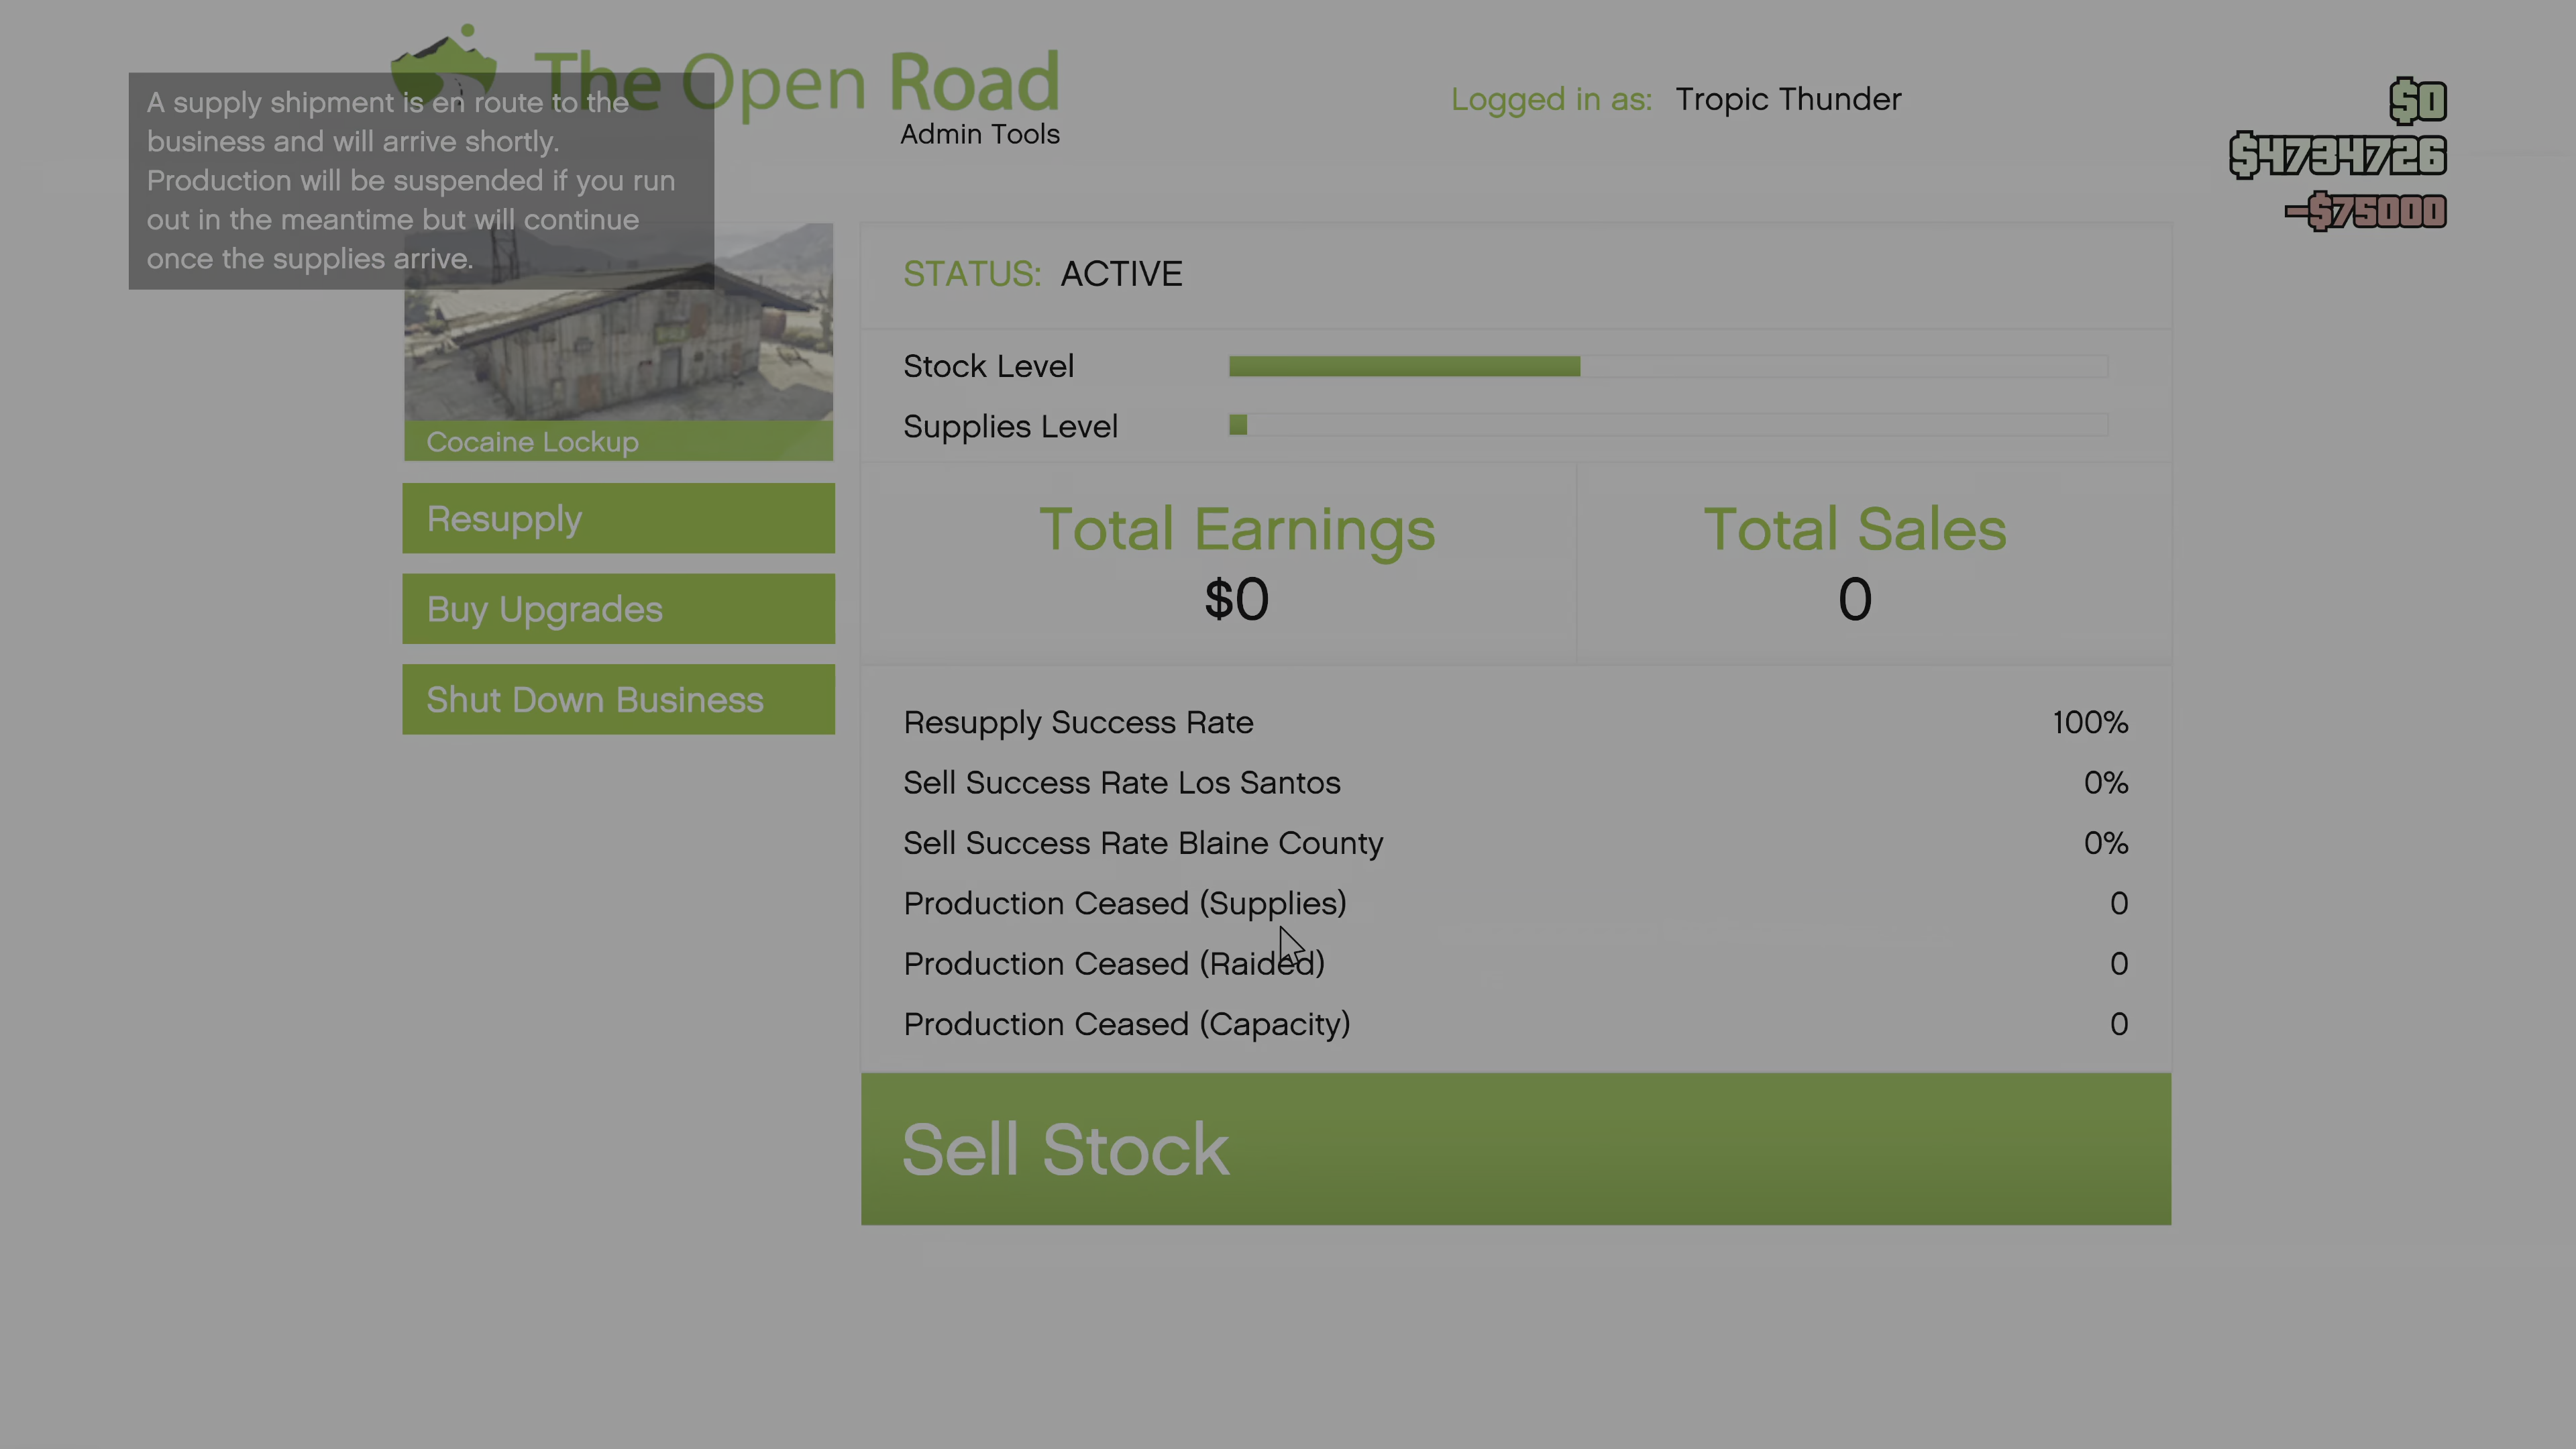 The Open Road
Admin Tools
Logged in as: Tropic Thunder
$0
$4734726
-$75000
A supply shipment is en route to the
business and will arrive shortly.
Production will be suspended if you run
out in the meantime but will continue
once the supplies arrive.
Cocaine Lockup
Resupply
Buy Upgrades
Shut Down Business
STATUS: ACTIVE
Stock Level
Supplies Level
Total Earnings
$0
Total Sales
0
Resupply Success Rate 100%
Sell Success Rate Los Santos 0%
Sell Success Rate Blaine County 0%
Production Ceased (Supplies) 0
Production Ceased (Raided) 0
Production Ceased (Capacity) 0
Sell Stock